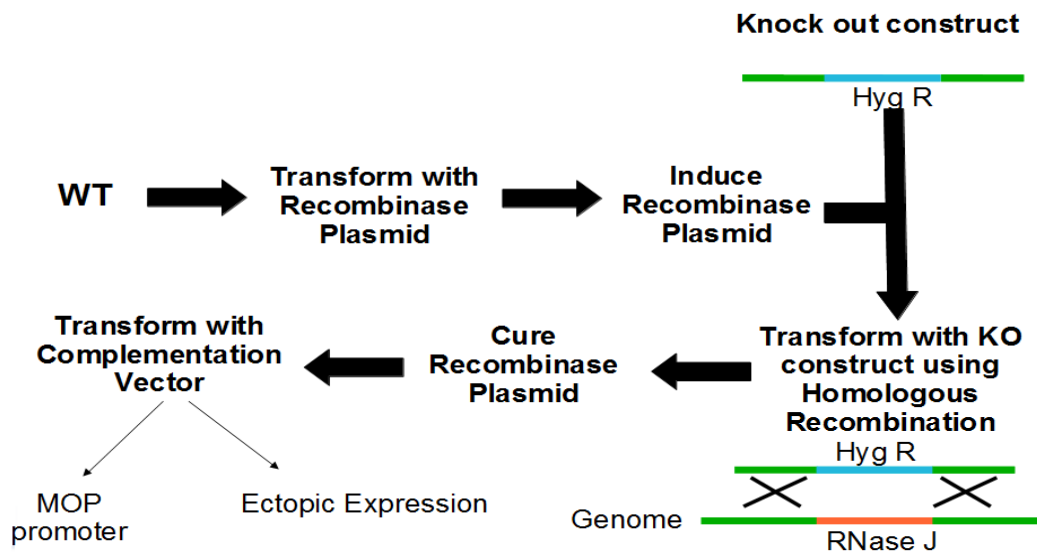 Knock out construct
Hyg R
WT
Transform with
Recombinase
Plasmid
Induce
Recombinase
Plasmid
Transform with KO
construct using
Homologous
Recombination
Cure
Recombinase
Plasmid
Transform with
Complementation
Vector
MOP
promoter
Ectopic Expression
Hyg R
Genome
RNase J